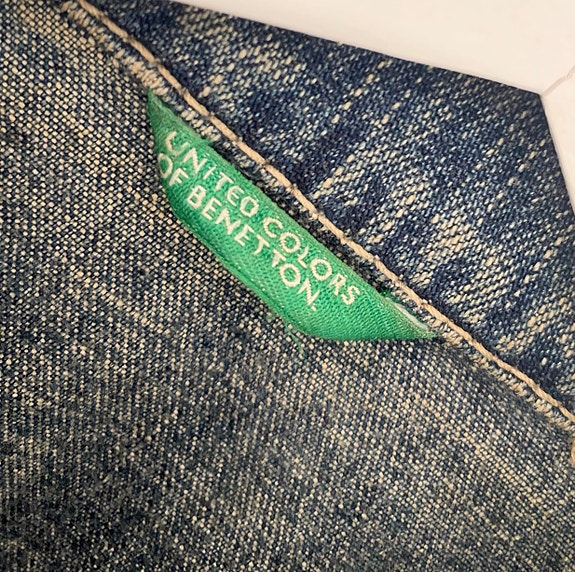 UNITED COLORS
OF BENETTON.